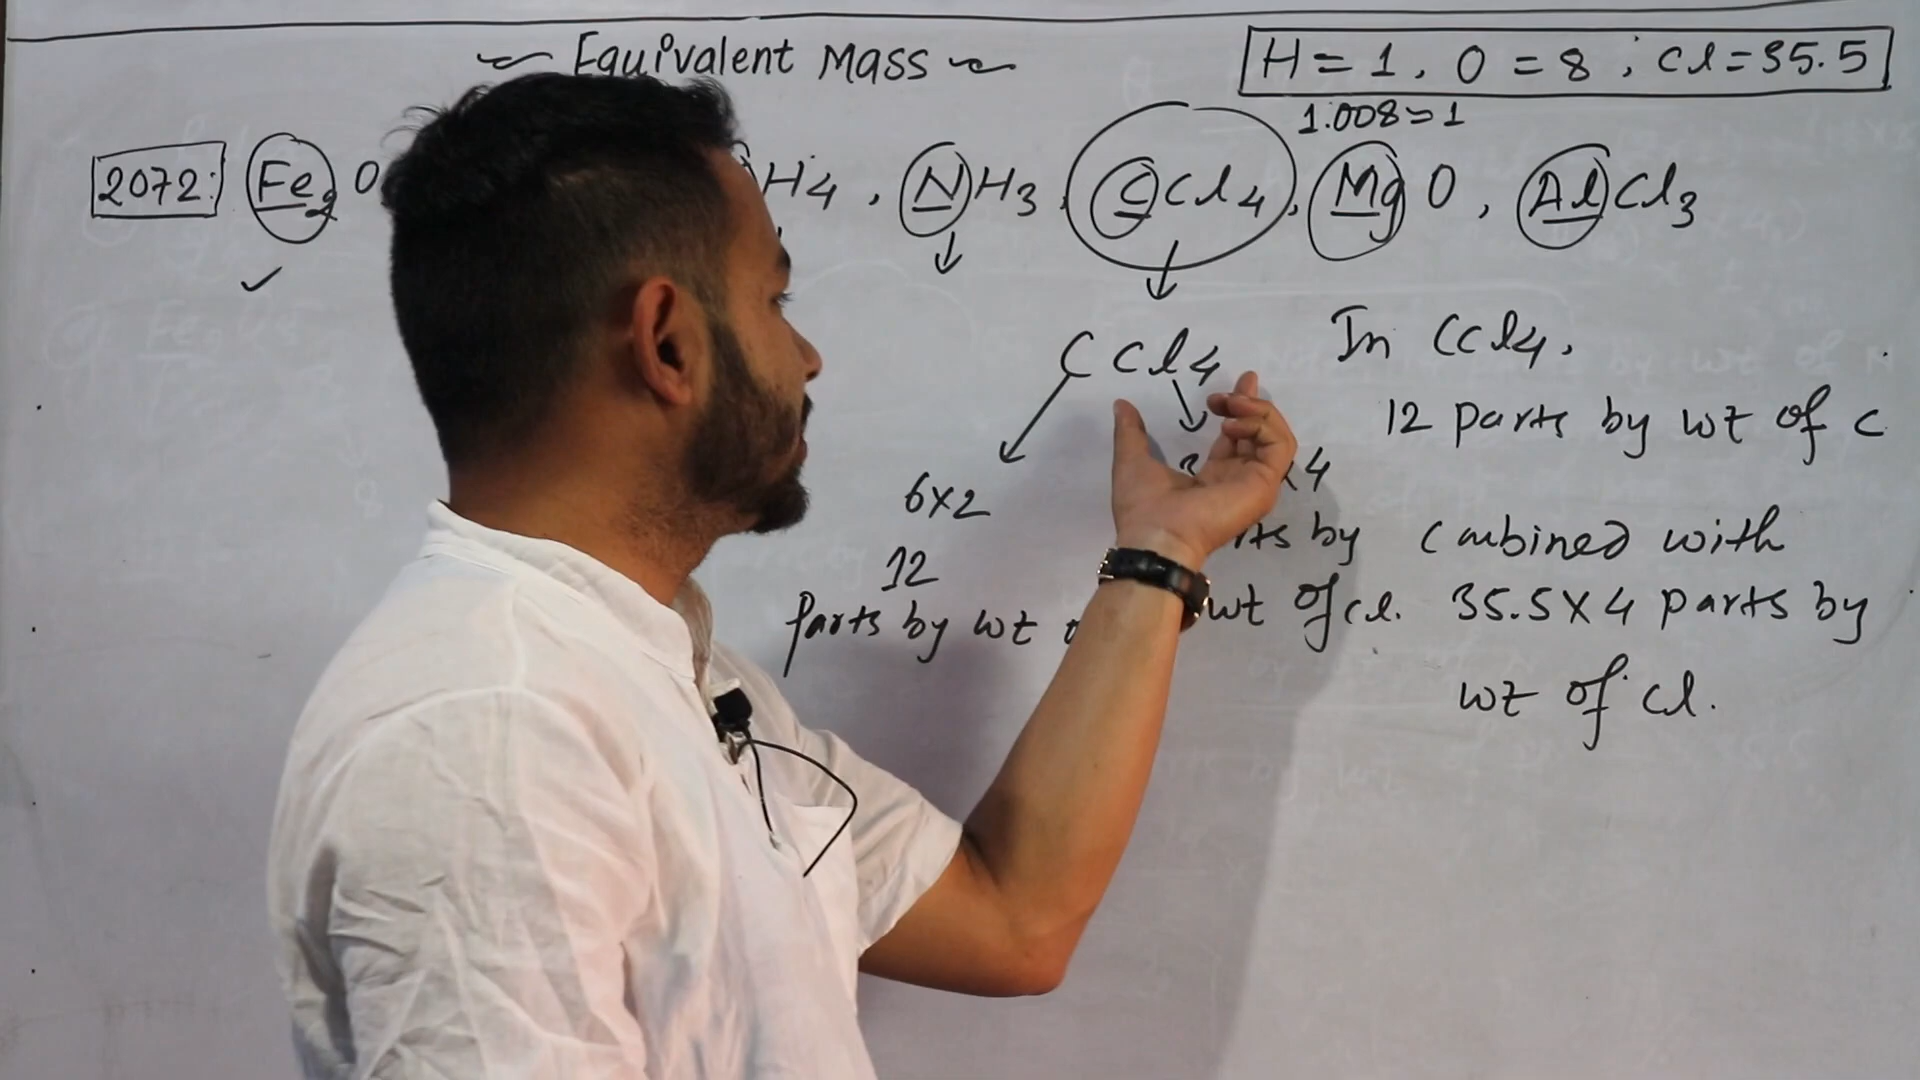 Equivalent Mass
H = 1, O = 8; Cl = 35.5
1.008 = 1
2072: Fe2 O H4, NH3, CCl4, MgO, AlCl3
CCl4
In CCl4,
12 parts by wt of C
6x2
x4
12
by
Combined with
parts by wt
wt of cl.
35.5x4 parts by
wt of cl.